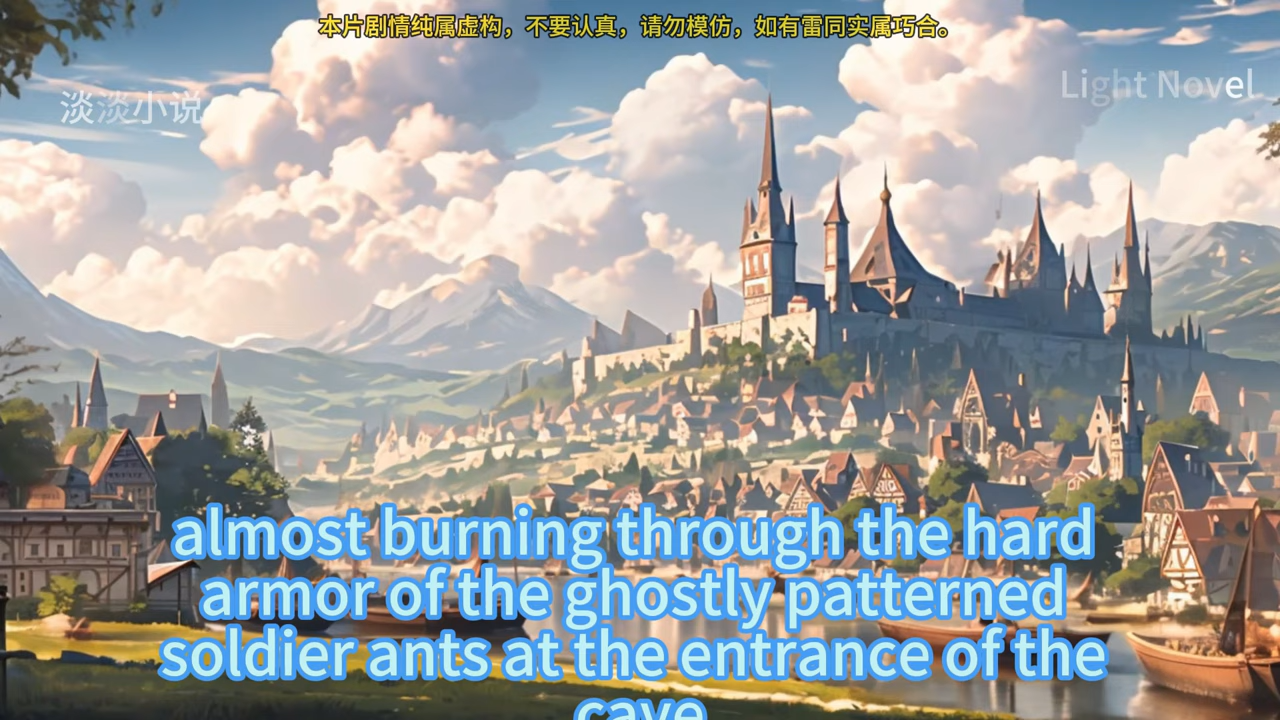 本片剧情纯属虚构，不要认真，请勿模仿，如有雷同实属巧合。
淡淡小说
Light Novel
almost burning through the hard
armor of the ghostly patterned
soldier ants at the entrance of the
cave